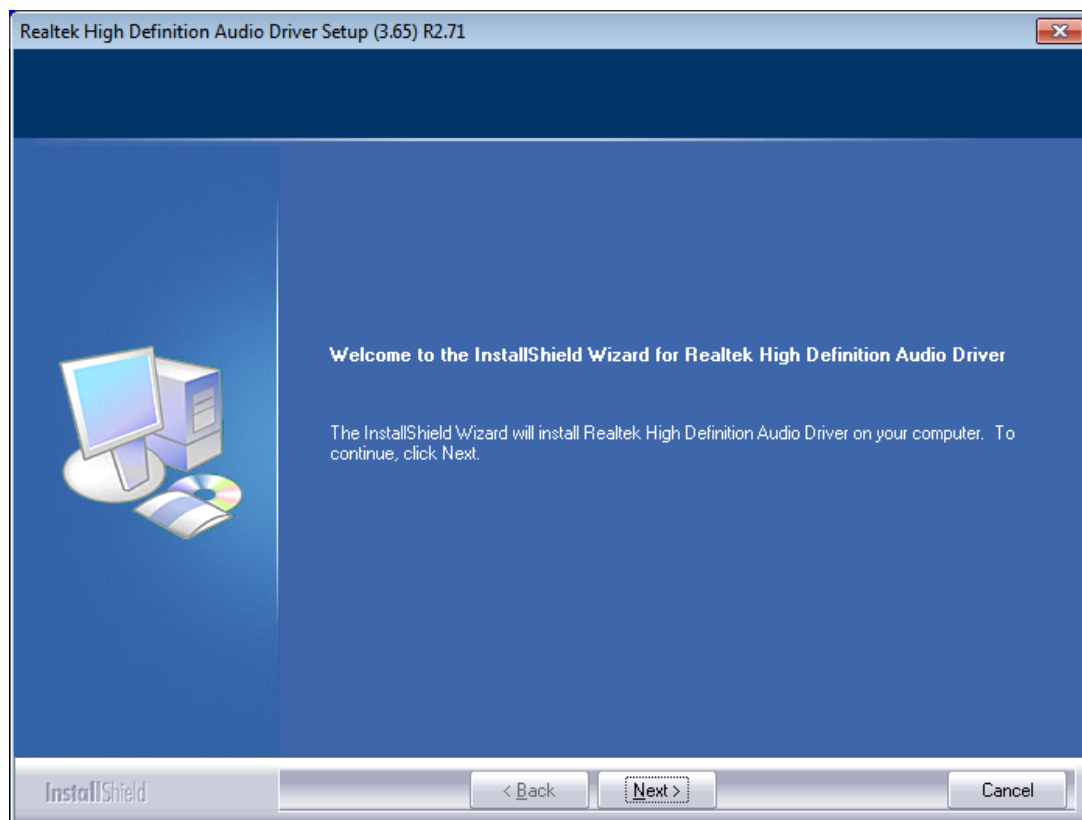 Realtek High Definition Audio Driver Setup (3.65) R2.71
Welcome to the InstallShield Wizard for Realtek High Definition Audio Driver
The InstallShield Wizard will install Realtek High Definition Audio Driver on your computer.  To
continue, click Next.
InstallShield
< Back
Next >
Cancel